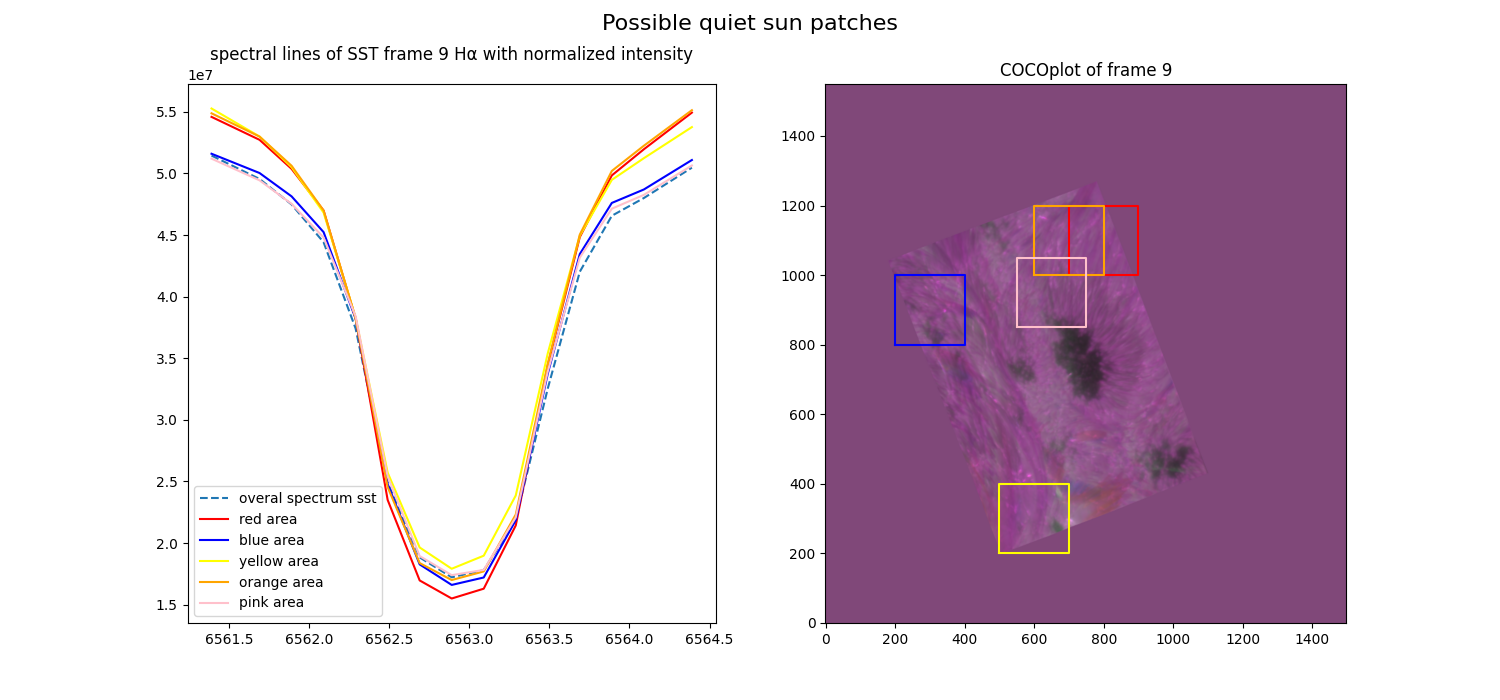 Possible quiet sun patches
spectral lines of SST frame 9 Hα with normalized intensity
1e7
5.5
5.0
4.5
4.0
3.5
3.0
2.5
2.0
1.5
6561.5 6562.0 6562.5 6563.0 6563.5 6564.0 6564.5
overal spectrum sst
red area
blue area
yellow area
orange area
pink area
COCOplot of frame 9
1400
1200
1000
800
600
400
200
0
0 200 400 600 800 1000 1200 1400